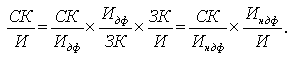 СК/И = СК/И_дф × И_дф/ЗК × ЗК/И = СК/И_ндф × И_ндф/И.